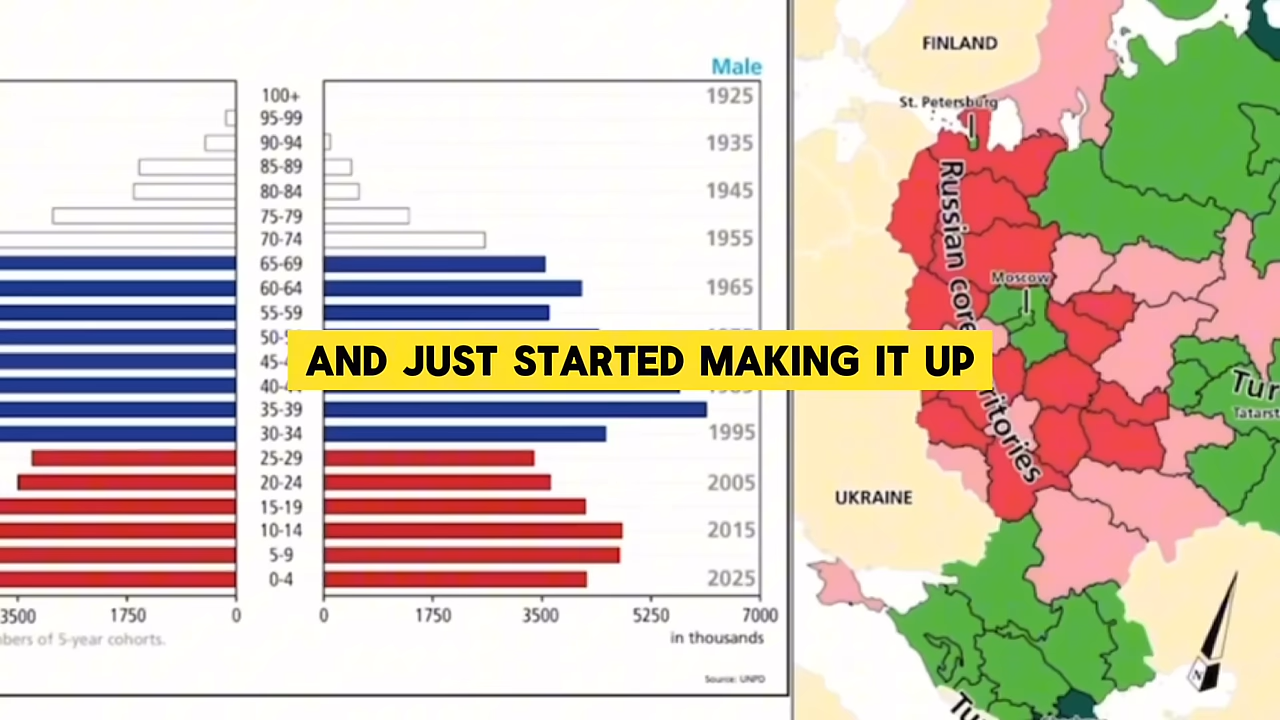 Male
100+
95-99
90-94
85-89
80-84
75-79
70-74
65-69
60-64
55-59
45-4
35-39
30-34
25-29
20-24
15-19
10-14
5-9
0-4
1925
1935
1945
1955
1965
1995
2005
2015
2025
3500 1750 0
0 1750 3500 5250 7000
in thousands
bers of 5-year cohorts.
Source: UNPD
AND JUST STARTED MAKING IT UP
FINLAND
St. Petersburg
Russian core
Moscow
ritories
Tur
Tatarst
UKRAINE
Tu
N